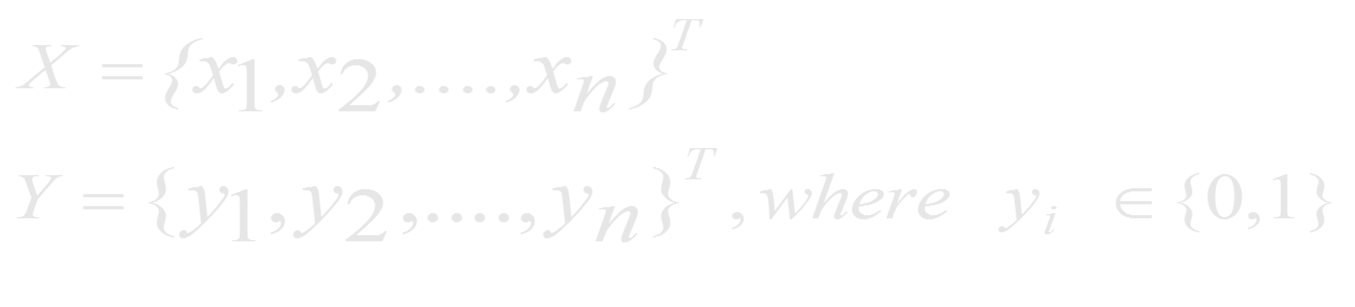 X = {x₁,x₂,....,xₙ}ᵀ
Y = {y₁,y₂,....,yₙ}ᵀ, where yᵢ ∈{0,1}